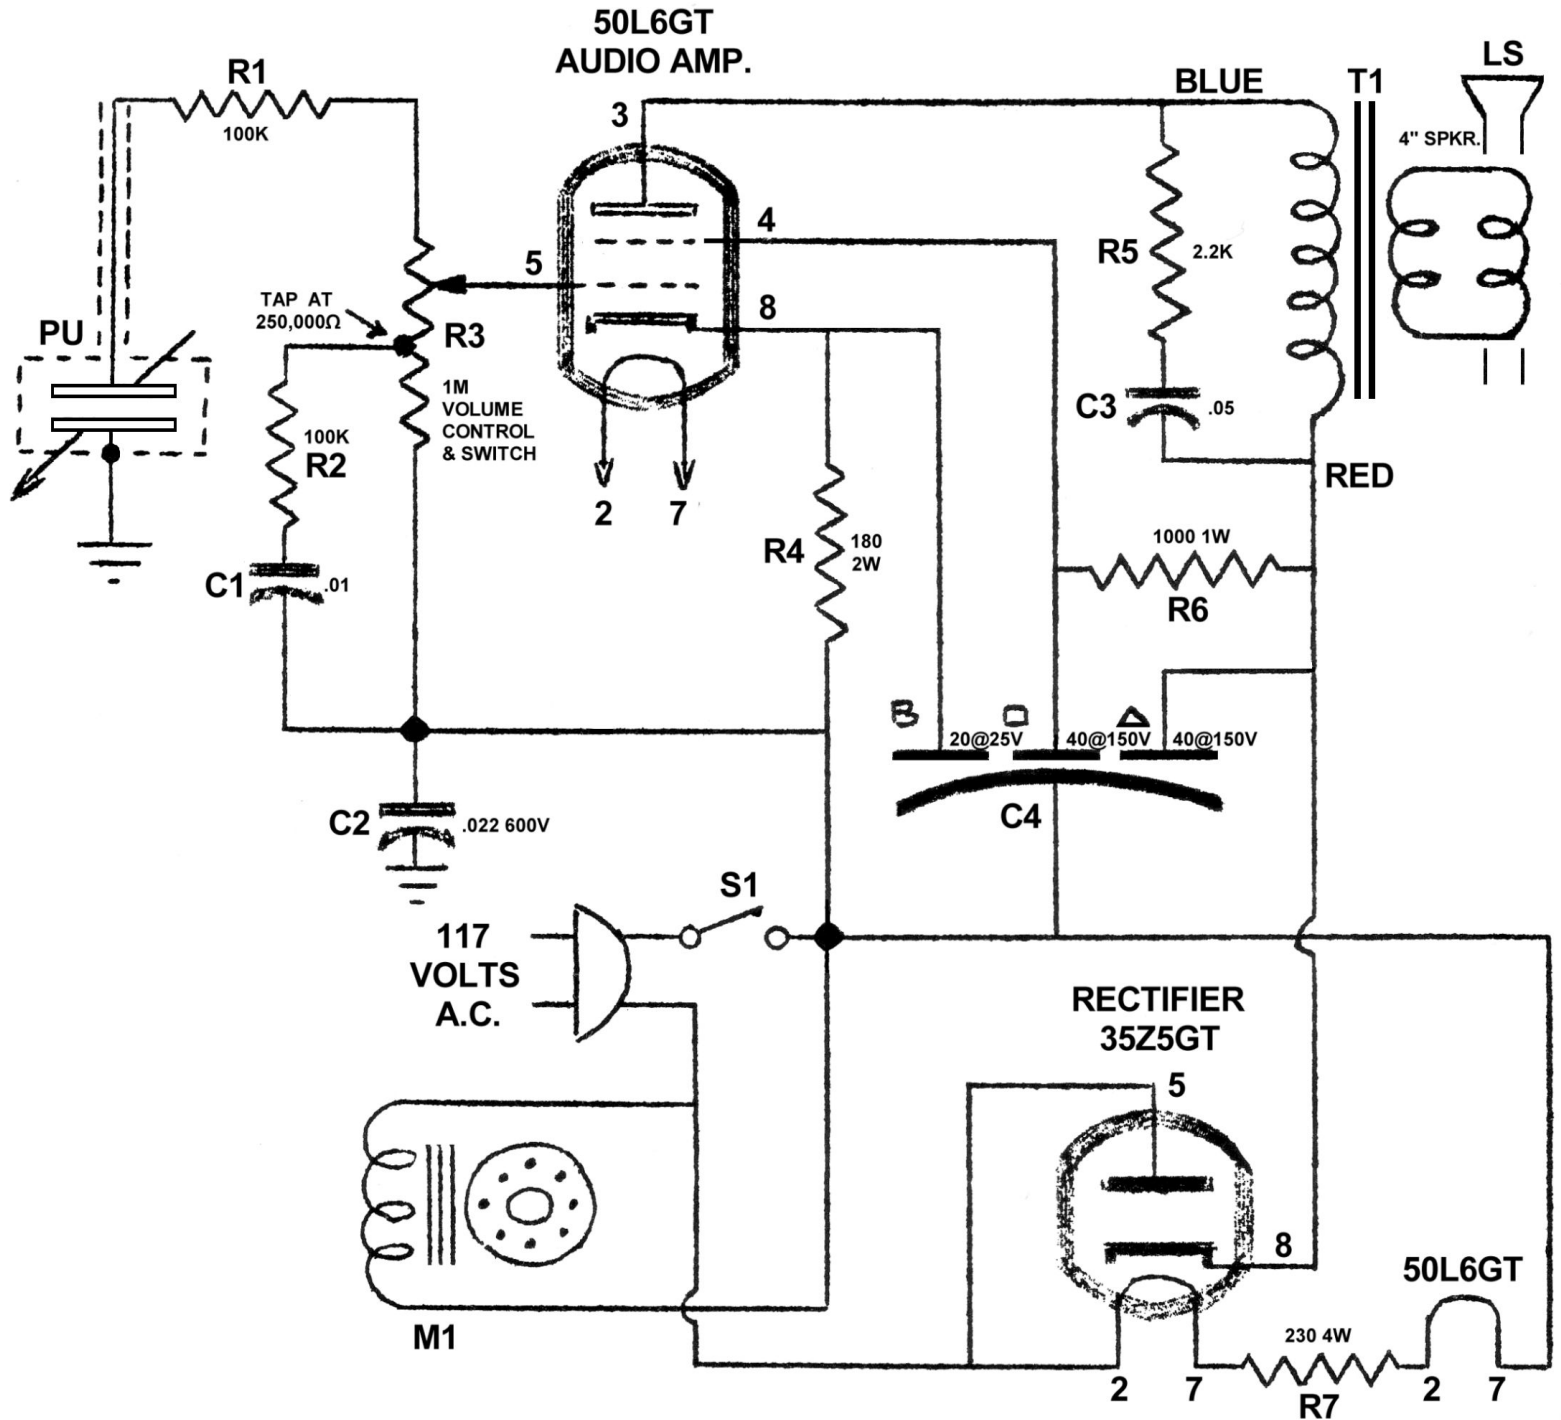 50L6GT
AUDIO AMP.
R1
100K
3
BLUE
T1
LS
4" SPKR.
4
5
8
R5
2.2K
TAP AT
250,000Ω
PU
R3
1M
VOLUME
CONTROL
& SWITCH
100K
R2
C3
.05
RED
2
7
R4
180
2W
1000 1W
R6
C1
.01
B
20@25V
40@150V
40@150V
C4
C2
.022 600V
S1
117
VOLTS
A.C.
RECTIFIER
35Z5GT
5
8
50L6GT
M1
230 4W
2
7
R7
2
7